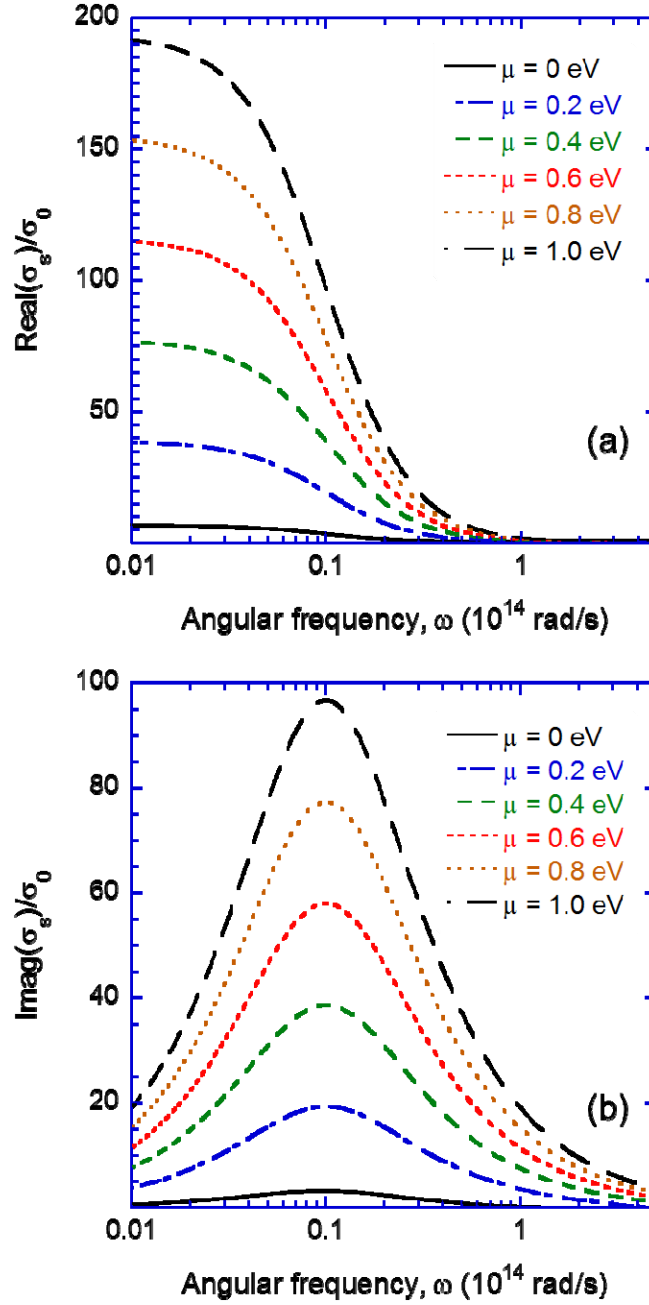 200
150
100
50
0.01
0.1
1
Real(σs)/σ0
μ = 0 eV
μ = 0.2 eV
μ = 0.4 eV
μ = 0.6 eV
μ = 0.8 eV
μ = 1.0 eV
(a)
Angular frequency, ω (10^14 rad/s)
100
80
60
40
20
0.01
0.1
1
Imag(σs)/σ0
μ = 0 eV
μ = 0.2 eV
μ = 0.4 eV
μ = 0.6 eV
μ = 0.8 eV
μ = 1.0 eV
(b)
Angular frequency, ω (10^14 rad/s)